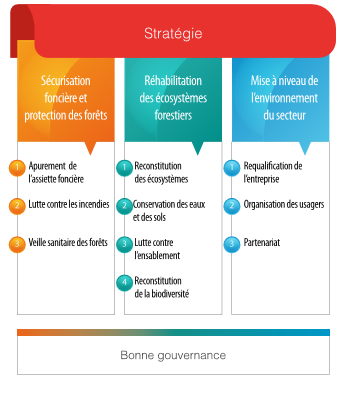 Stratégie
Sécurisation
foncière et
protection des forêts
1 Apurement de
l'assiette foncière
2 Lutte contre les incendies
3 Veille sanitaire des forêts
Réhabilitation
des écosystèmes
forestiers
1 Reconstitution
des écosystèmes
2 Conservation des eaux
et des sols
3 Lutte contre
l'ensablement
4 Reconstitution
de la biodiversité
Mise à niveau de
l'environnement
du secteur
1 Requalification de
l'entreprise
2 Organisation des usagers
3 Partenariat
Bonne gouvernance